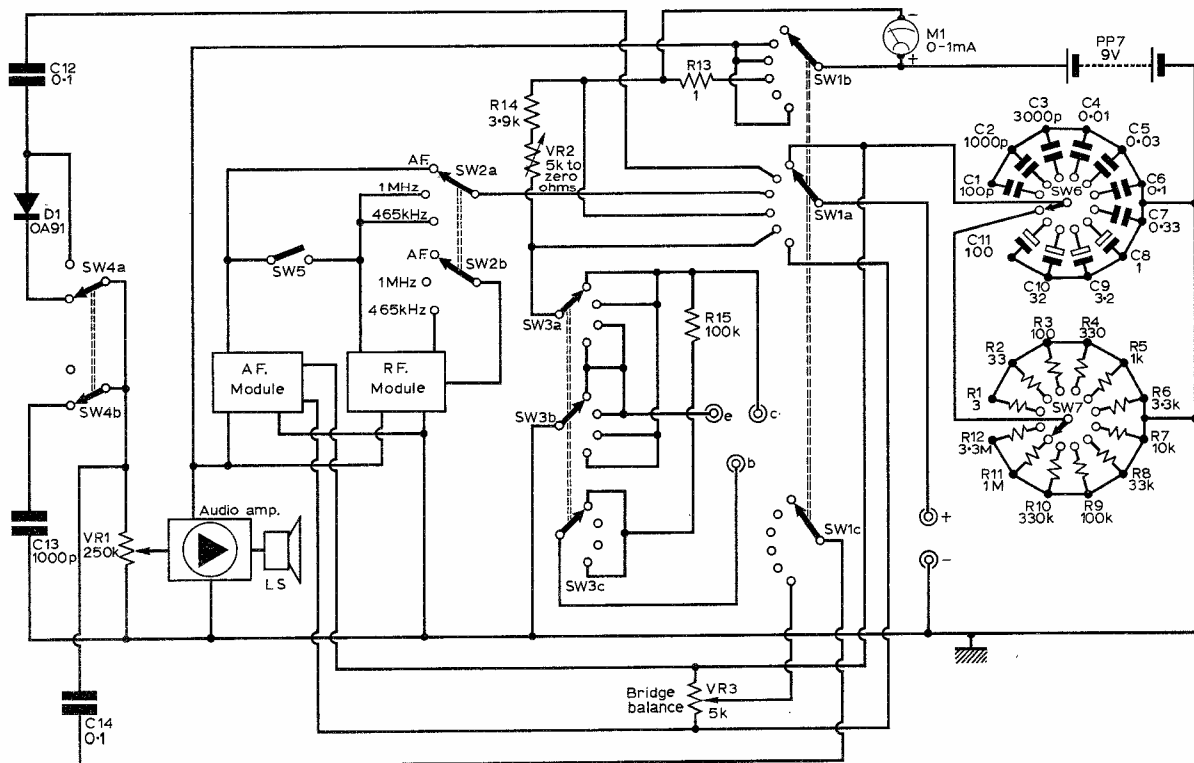 C12
0·1
D1
OA91
SW4a
SW4b
C13
1000p
VR1
250k
C14
0·1
Audio amp.
LS
A.F.
Module
R.F.
Module
SW5
AF
SW2a
1MHz
465kHz
AF
SW2b
1MHz
465kHz
R14
3·9k
VR2
5k to
zero
ohms
R13
1
SW1b
SW1a
SW1c
SW3a
SW3b
SW3c
R15
100k
e
c
b
Bridge
balance
VR3
5k
M1
0-1mA
-
+
PP7
9V
+
-
C1
100p
C2
1000p
C3
3000p
C4
0·01
C5
0·03
C6
0·1
C7
0·33
C8
1
C9
3·2
C10
32
C11
100
SW6
R1
3
R2
33
R3
100
R4
330
R5
1k
R6
3·3k
R7
10k
R8
33k
R9
100k
R10
330k
R11
1M
R12
3·3M
SW7